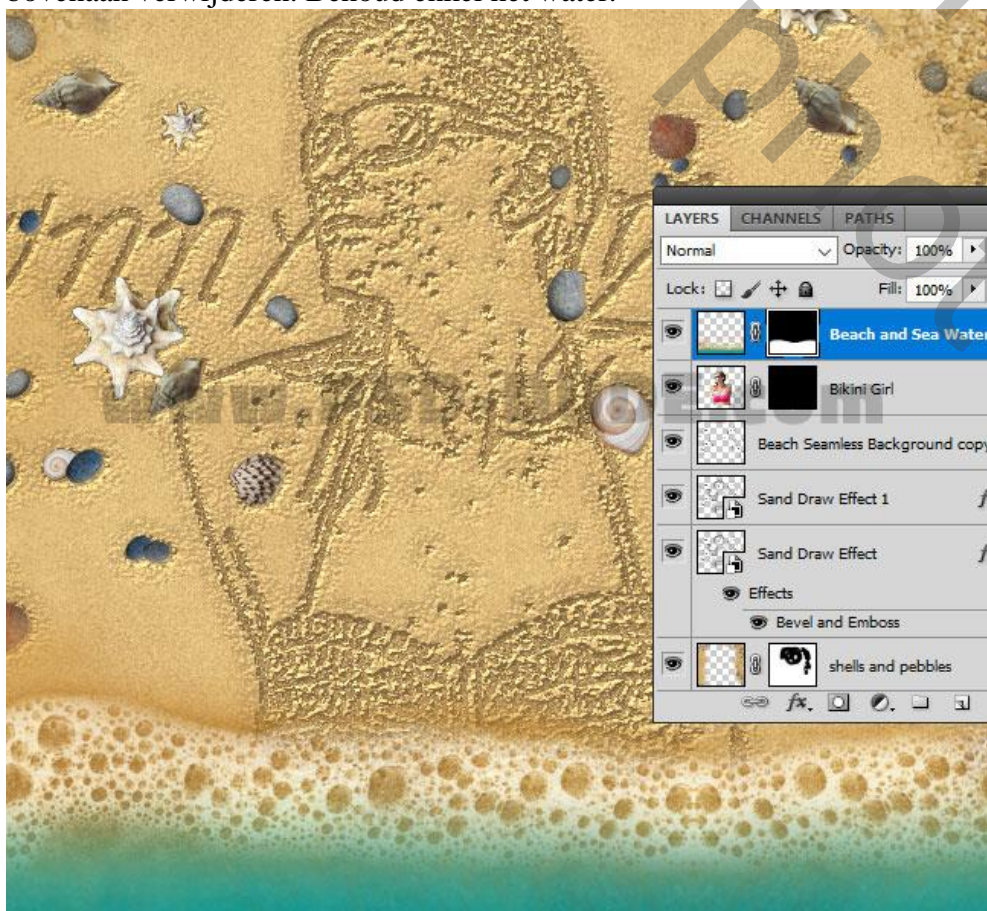 bovenaan verwijderen. Behoud enkel het water.
LAYERS CHANNELS PATHS
Normal Opacity: 100%
Lock: Fill: 100%
Beach and Sea Water
Bikini Girl
Beach Seamless Background copy
Sand Draw Effect 1
Sand Draw Effect
Effects
Bevel and Emboss
shells and pebbles